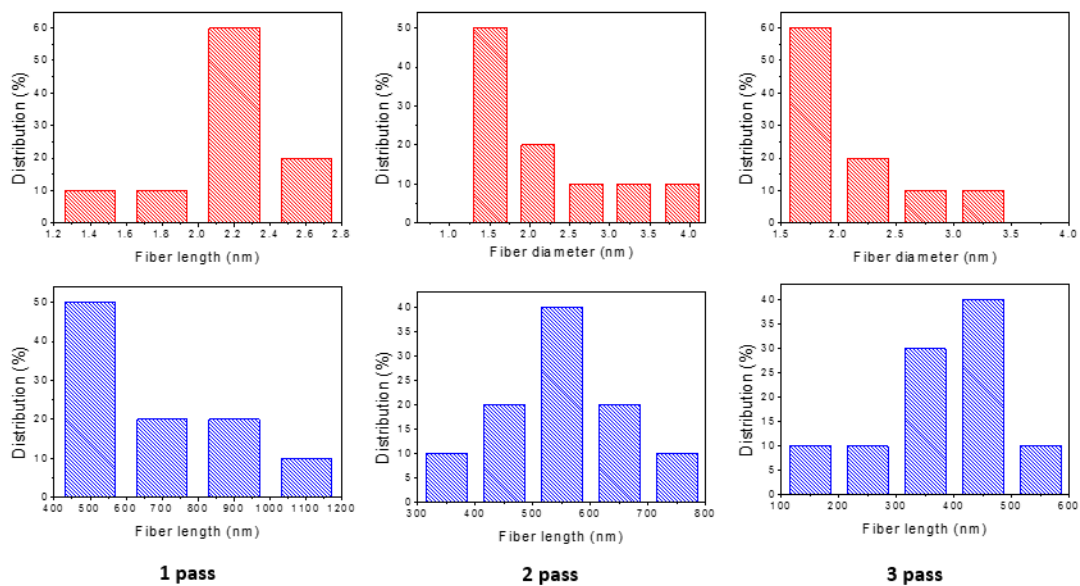 Distribution (%)
60
50
40
30
20
10
0
1.2 1.4 1.6 1.8 2.0 2.2 2.4 2.6 2.8
Fiber length (nm)
Distribution (%)
50
40
30
20
10
0
1.0 1.5 2.0 2.5 3.0 3.5 4.0
Fiber diameter (nm)
Distribution (%)
60
50
40
30
20
10
0
1.5 2.0 2.5 3.0 3.5 4.0
Fiber diameter (nm)
Distribution (%)
50
40
30
20
10
0
400 500 600 700 800 900 1000 1100 1200
Fiber length (nm)
Distribution (%)
40
35
30
25
20
15
10
5
0
300 400 500 600 700 800
Fiber length (nm)
Distribution (%)
40
35
30
25
20
15
10
5
0
100 200 300 400 500 600
Fiber length (nm)
1 pass
2 pass
3 pass